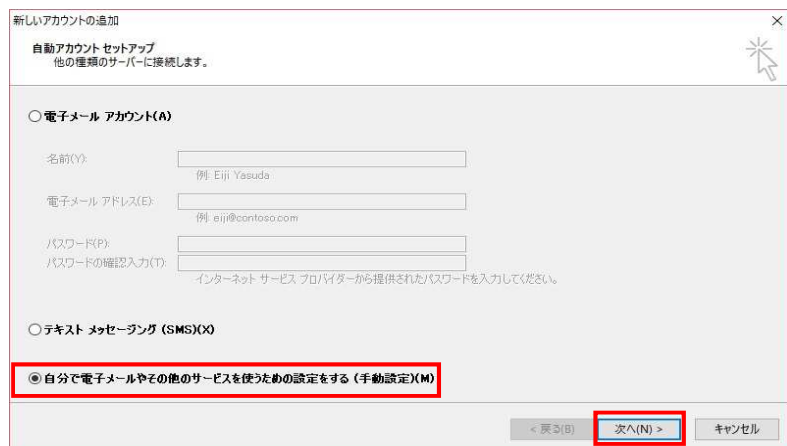 新しいアカウントの追加
自動アカウント セットアップ
他の種類のサーバーに接続します。
電子メール アカウント(A)
名前(Y):
例: Eiji Yasuda
電子メール アドレス(E):
例: eiji@contoso.com
パスワード(P):
パスワードの確認入力(T):
インターネット サービス プロバイダーから提供されたパスワードを入力してください。
テキスト メッセージング (SMS)(X)
自分で電子メールやその他のサービスを使うための設定をする (手動設定)(M)
< 戻る(B) 次へ(N) > キャンセル